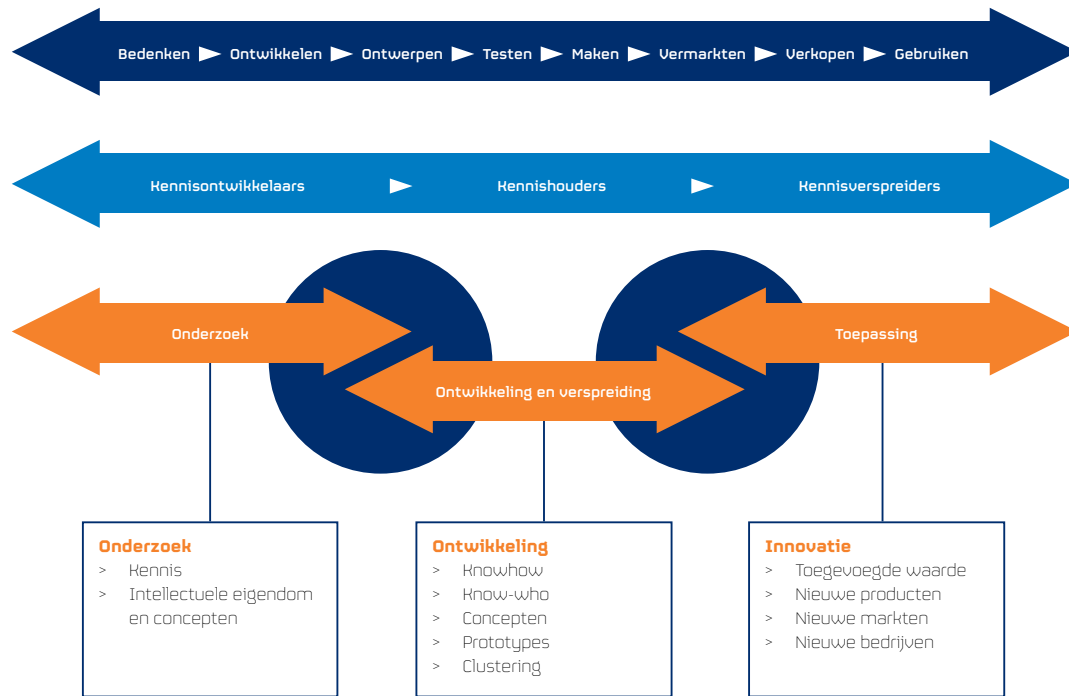 Bedenken Ontwikkelen Ontwerpen Testen Maken Vermarkten Verkopen Gebruiken
Kennisontwikkelaars Kennishouders Kennisverspreiders
Onderzoek
Toepassing
Ontwikkeling en verspreiding
Onderzoek
> Kennis
> Intellectuele eigendom
en concepten
Ontwikkeling
> Knowhow
> Know-who
> Concepten
> Prototypes
> Clustering
Innovatie
> Toegevoegde waarde
> Nieuwe producten
> Nieuwe markten
> Nieuwe bedrijven